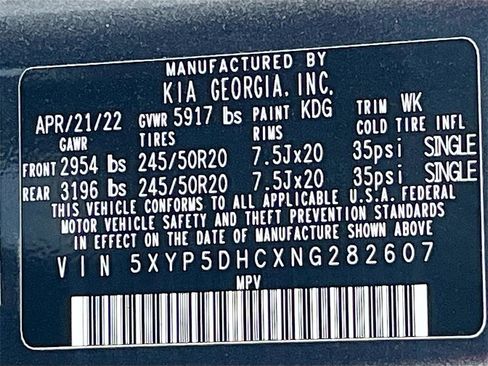 MANUFACTURED BY
KIA GEORGIA, INC.
APR/21/22 GVWR 5917 lbs PAINT KDG TRIM WK
GAWR TIRES RIMS COLD TIRE INFL
FRONT 2954 lbs 245/50R20 7.5Jx20 35psi SINGLE
REAR 3196 lbs 245/50R20 7.5Jx20 35psi SINGLE
THIS VEHICLE CONFORMS TO ALL APPLICABLE U.S.A. FEDERAL
MOTOR VEHICLE SAFETY AND THEFT PREVENTION STANDARDS
IN EFFECT ON THE DATE OF MANUFACTURE SHOWN ABOVE
VIN 5XYP5DHCXNG282607
MPV